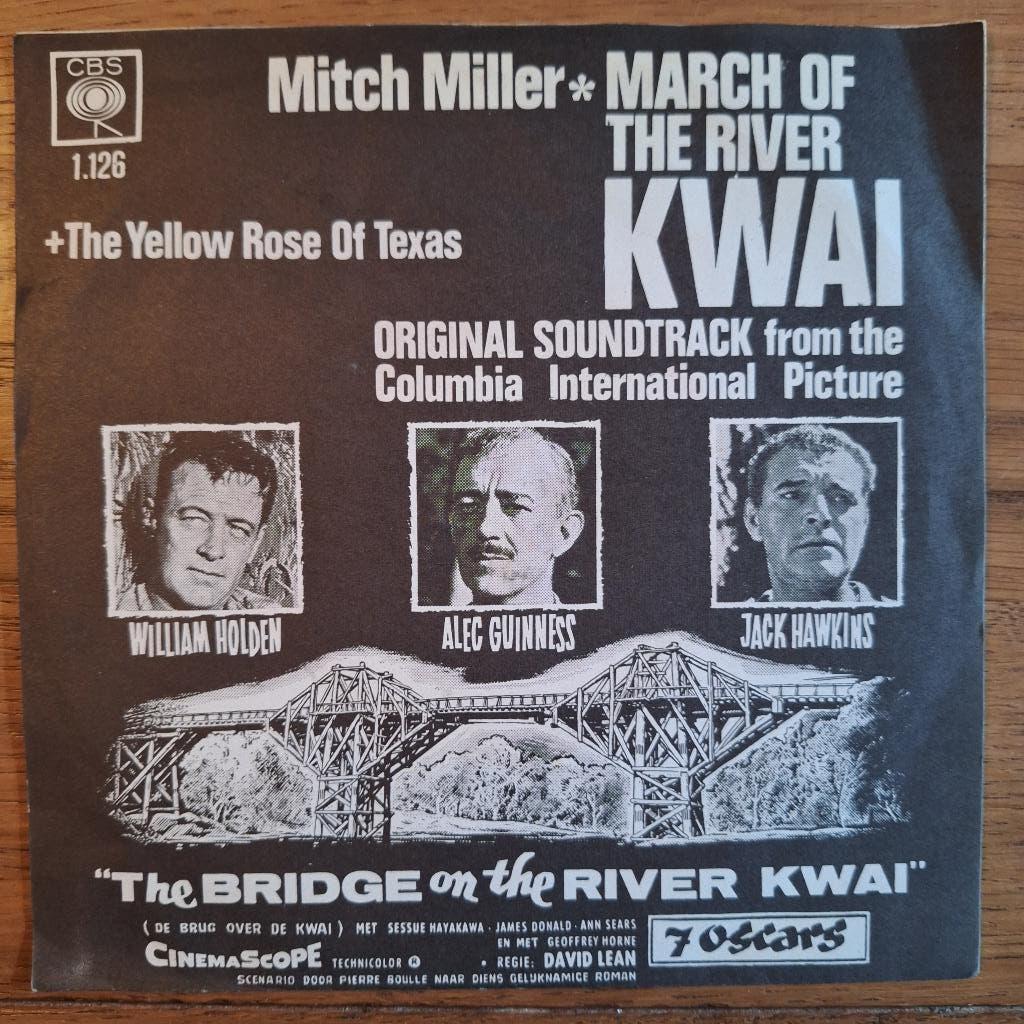 CBS
1.126
Mitch Miller * MARCH OF
THE RIVER
KWAI
+The Yellow Rose Of Texas
ORIGINAL SOUNDTRACK from the
Columbia International Picture
WILLIAM HOLDEN
ALEC GUINNESS
JACK HAWKINS
"The BRIDGE on the RIVER KWAI"
( DE BRUG OVER DE KWAI ) MET SESSUE HAYAKAWA · JAMES DONALD · ANN SEARS
EN MET GEOFFREY HORNE
CINEMASCOPE TECHNICOLOR ® • REGIE: DAVID LEAN
SCENARIO DOOR PIERRE BOULLE NAAR DIENS GELIJKNAMIGE ROMAN
7 Oscars